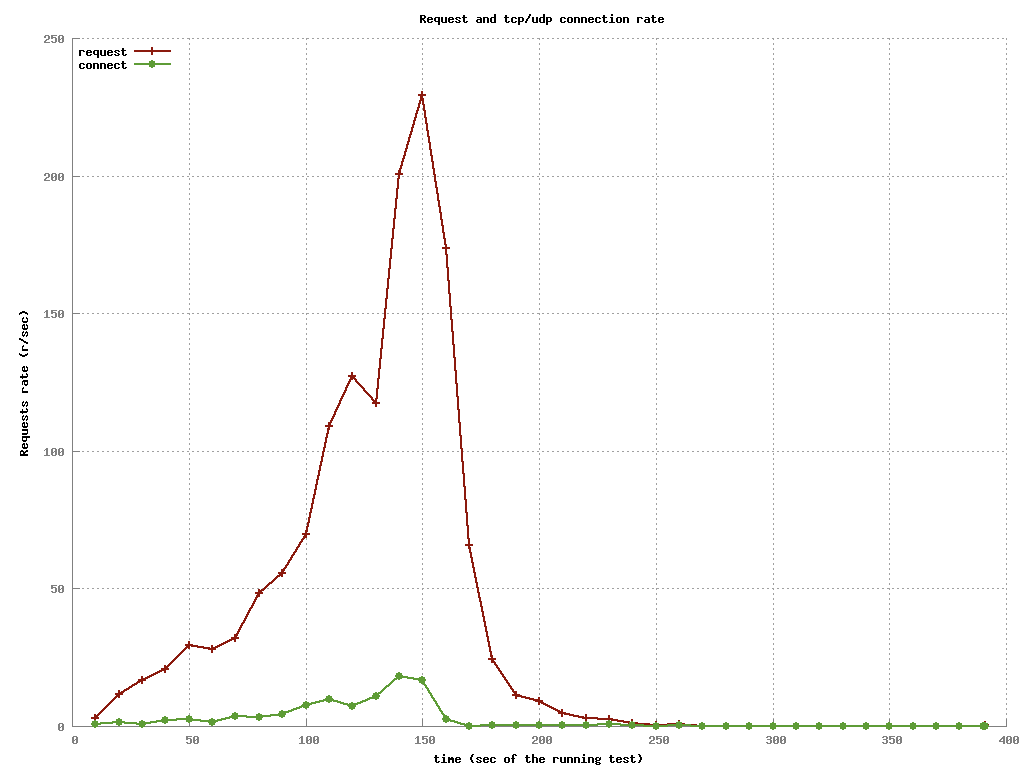 Request and tcp/udp connection rate
250
200
150
100
50
0
request
connect
Requests rate (r/sec)
0 50 100 150 200 250 300 350 400
time (sec of the running test)